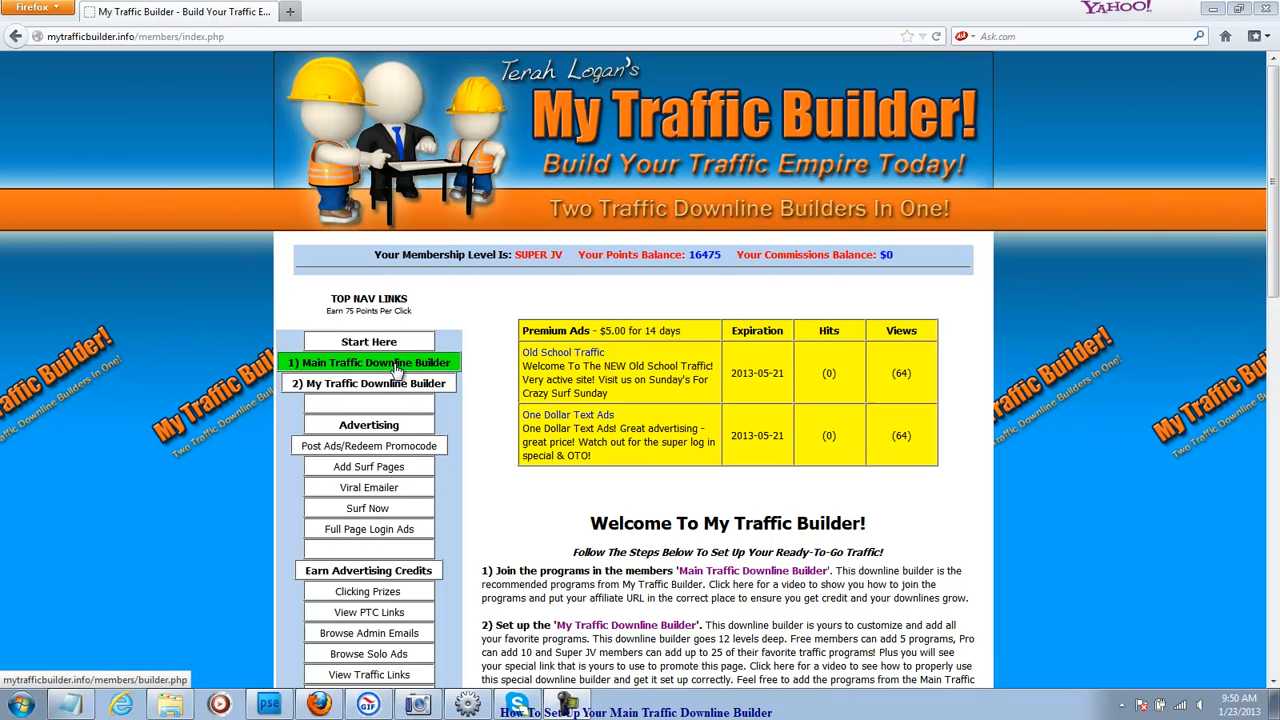 Firefox
My Traffic Builder - Build Your Traffic E...
YAHOO!
mytrafficbuilder.info/members/index.php
Ask.com
Terah Logan's
My Traffic Builder!
Build Your Traffic Empire Today!
Two Traffic Downline Builders In One!
My Traffic Builder!
My Traffic Builder!
My Traffic Builder!
My Traffic Builder!
Your Membership Level Is: SUPER JV Your Points Balance: 16475 Your Commissions Balance: $0
TOP NAV LINKS
Earn 75 Points Per Click
Start Here
1) Main Traffic Downline Builder
2) My Traffic Downline Builder
Advertising
Post Ads/Redeem Promocode
Add Surf Pages
Viral Emailer
Surf Now
Full Page Login Ads
Earn Advertising Credits
Clicking Prizes
View PTC Links
Browse Admin Emails
Browse Solo Ads
View Traffic Links
Premium Ads - $5.00 for 14 days Expiration Hits Views
Old School Traffic
Welcome To The NEW Old School Traffic!
Very active site! Visit us on Sunday's For
Crazy Surf Sunday
2013-05-21 (0) (64)
One Dollar Text Ads
One Dollar Text Ads! Great advertising -
great price! Watch out for the super log in
special & OTO!
2013-05-21 (0) (64)
Welcome To My Traffic Builder!
Follow The Steps Below To Set Up Your Ready-To-Go Traffic!
1) Join the programs in the members 'Main Traffic Downline Builder'. This downline builder is the
recommended programs from My Traffic Builder. Click here for a video to show you how to join the
programs and put your affiliate URL in the correct place to ensure you get credit and your downlines grow.
2) Set up the 'My Traffic Downline Builder'. This downline builder is yours to customize and add all
your favorite programs. This downline builder goes 12 levels deep. Free members can add 5 programs, Pro
can add 10 and Super JV members can add up to 25 of their favorite traffic programs! Plus you will see
your special link that is yours to use to promote this page. Click here for a video to see how to properly use
this special downline builder and get it set up correctly. Feel free to add the programs from the Main Traffic
mytrafficbuilder.info/members/builder.php
pse
GIF
How To Set Up Your Main Traffic Downline Builder
9:50 AM
1/23/2013